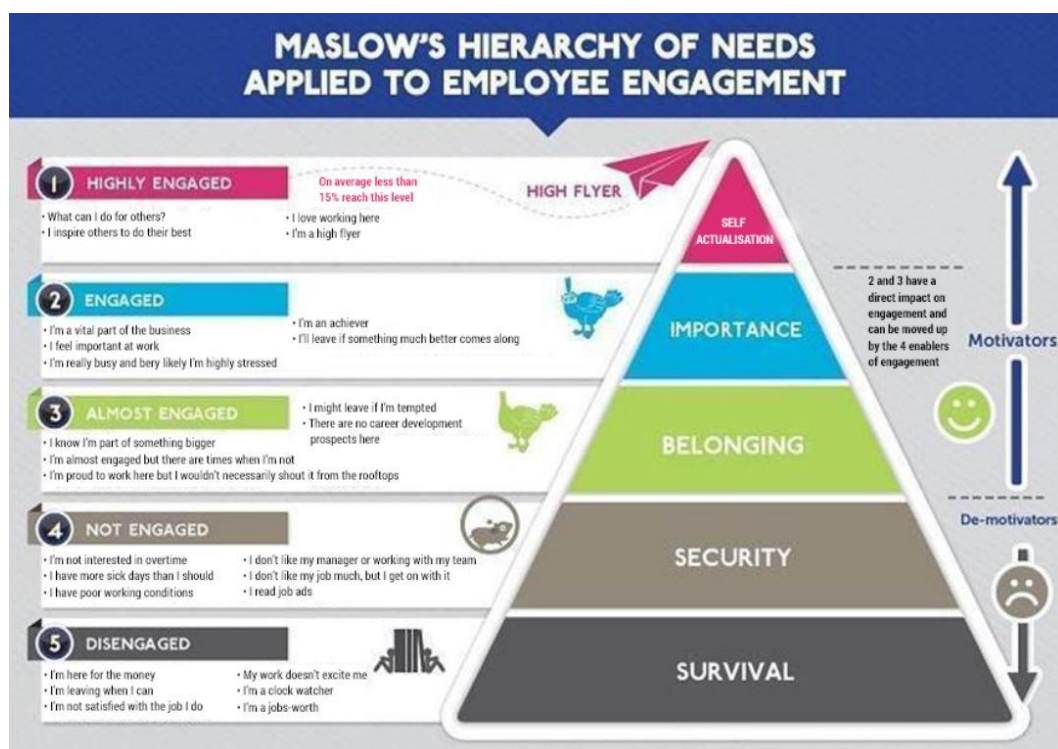 MASLOW'S HIERARCHY OF NEEDS
APPLIED TO EMPLOYEE ENGAGEMENT
1 HIGHLY ENGAGED
On average less than
15% reach this level
HIGH FLYER
• What can I do for others?
• I inspire others to do their best
• I love working here
• I'm a high flyer
SELF
ACTUALISATION
2 ENGAGED
• I'm a vital part of the business
• I feel important at work
• I'm really busy and bery likely I'm highly stressed
• I'm an achiever
• I'll leave if something much better comes along
IMPORTANCE
2 and 3 have a
direct impact on
engagement and
can be moved up
by the 4 enablers
of engagement
Motivators
3 ALMOST ENGAGED
• I know I'm part of something bigger
• I'm almost engaged but there are times when I'm not
• I'm proud to work here but I wouldn't necessarily shout it from the rooftops
• I might leave if I'm tempted
• There are no career development
prospects here
BELONGING
4 NOT ENGAGED
• I'm not interested in overtime
• I have more sick days than I should
• I have poor working conditions
• I don't like my manager or working with my team
• I don't like my job much, but I get on with it
• I read job ads
SECURITY
De-motivators
5 DISENGAGED
• I'm here for the money
• I'm leaving when I can
• I'm not satisfied with the job I do
• My work doesn't excite me
• I'm a clock watcher
• I'm a jobs-worth
SURVIVAL